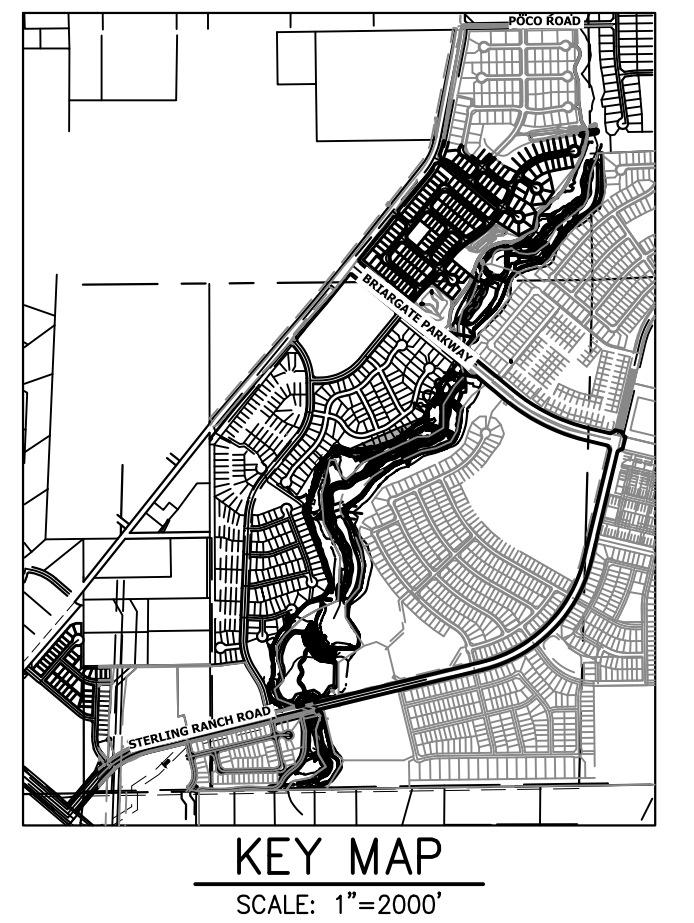 POCO ROAD
BRIARGATE PARKWAY
STERLING RANCH ROAD
KEY MAP
SCALE: 1"=2000'